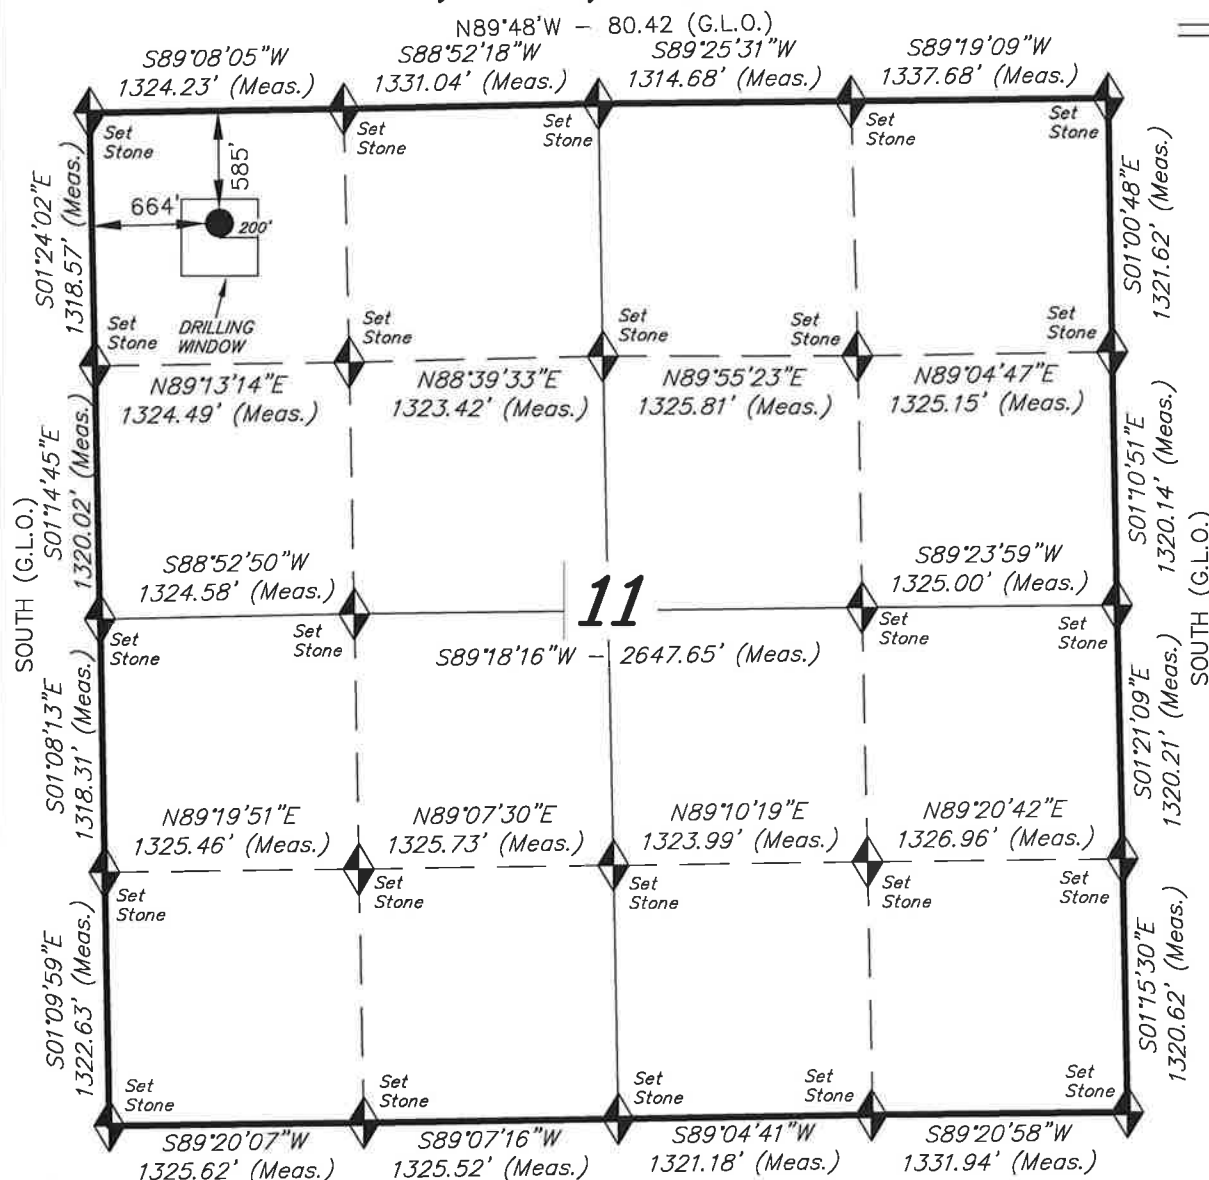 N89°48'W – 80.42 (G.L.O.)
S89°08'05"W
1324.23' (Meas.)
S88°52'18"W
1331.04' (Meas.)
S89°25'31"W
1314.68' (Meas.)
S89°19'09"W
1337.68' (Meas.)
Set
Stone
Set
Stone
Set
Stone
Set
Stone
Set
Stone
S01°24'02"E
1318.57' (Meas.)
585'
664'
200'
DRILLING
WINDOW
S01°00'48"E
1321.62' (Meas.)
Set
Stone
Set
Stone
Set
Stone
Set
Stone
Set
Stone
N89°13'14"E
1324.49' (Meas.)
N88°39'33"E
1323.42' (Meas.)
N89°55'23"E
1325.81' (Meas.)
N89°04'47"E
1325.15' (Meas.)
SOUTH (G.L.O.)
S01°14'45"E
1320.02' (Meas.)
S01°10'51"E
1320.14' (Meas.)
SOUTH (G.L.O.)
S88°52'50"W
1324.58' (Meas.)
11
S89°23'59"W
1325.00' (Meas.)
Set
Stone
Set
Stone
Set
Stone
Set
Stone
S89°18'16"W – 2647.65' (Meas.)
S01°08'13"E
1318.31' (Meas.)
S01°21'09"E
1320.21' (Meas.)
N89°19'51"E
1325.46' (Meas.)
N89°07'30"E
1325.73' (Meas.)
N89°10'19"E
1323.99' (Meas.)
N89°20'42"E
1326.96' (Meas.)
Set
Stone
Set
Stone
Set
Stone
Set
Stone
Set
Stone
S01°09'59"E
1322.63' (Meas.)
S01°15'30"E
1320.62' (Meas.)
Set
Stone
Set
Stone
Set
Stone
Set
Stone
Set
Stone
S89°20'07"W
1325.62' (Meas.)
S89°07'16"W
1325.52' (Meas.)
S89°04'41"W
1321.18' (Meas.)
S89°20'58"W
1331.94' (Meas.)